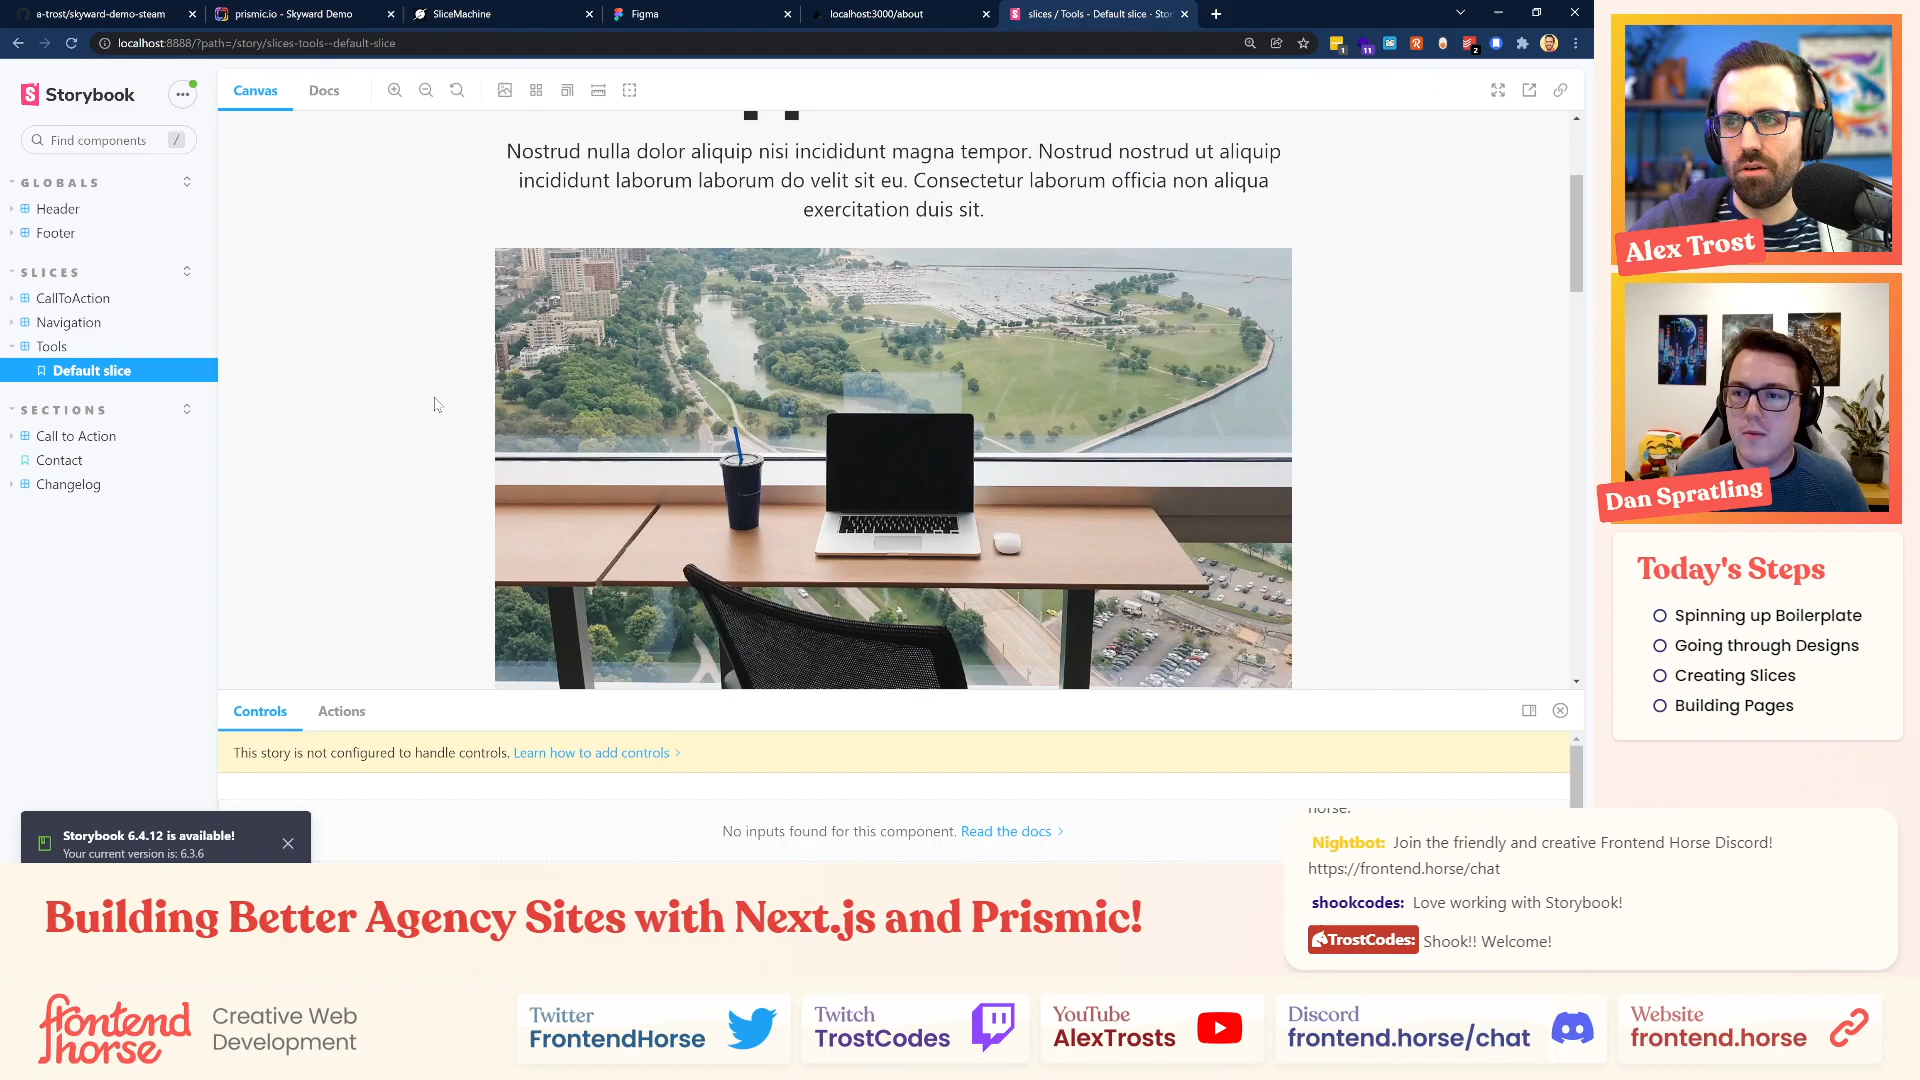 a-trost/skyward-demo-steam
prismic.io - Skyward Demo
SliceMachine
Figma
localhost:3000/about
slices / Tools - Default slice - Sto
localhost:8888/?path=/story/slices-tools--default-slice
1
11
2
Storybook
Find components
/
GLOBALS
Header
Footer
SLICES
CallToAction
Navigation
Tools
Default slice
SECTIONS
Call to Action
Contact
Changelog
Canvas
Docs
Nostrud nulla dolor aliquip nisi incididunt magna tempor. Nostrud nostrud ut aliquip
incididunt laborum laborum do velit sit eu. Consectetur laborum officia non aliqua
exercitation duis sit.
Controls
Actions
This story is not configured to handle controls. Learn how to add controls
No inputs found for this component. Read the docs
Storybook 6.4.12 is available!
Your current version is: 6.3.6
Alex Trost
Dan Spratling
Today's Steps
Spinning up Boilerplate
Going through Designs
Creating Slices
Building Pages
horse.
Nightbot: Join the friendly and creative Frontend Horse Discord!
https://frontend.horse/chat
shookcodes: Love working with Storybook!
TrostCodes: Shook!! Welcome!
Building Better Agency Sites with Next.js and Prismic!
frontend
horse
Creative Web
Development
Twitter
FrontendHorse
Twitch
TrostCodes
YouTube
AlexTrosts
Discord
frontend.horse/chat
Website
frontend.horse